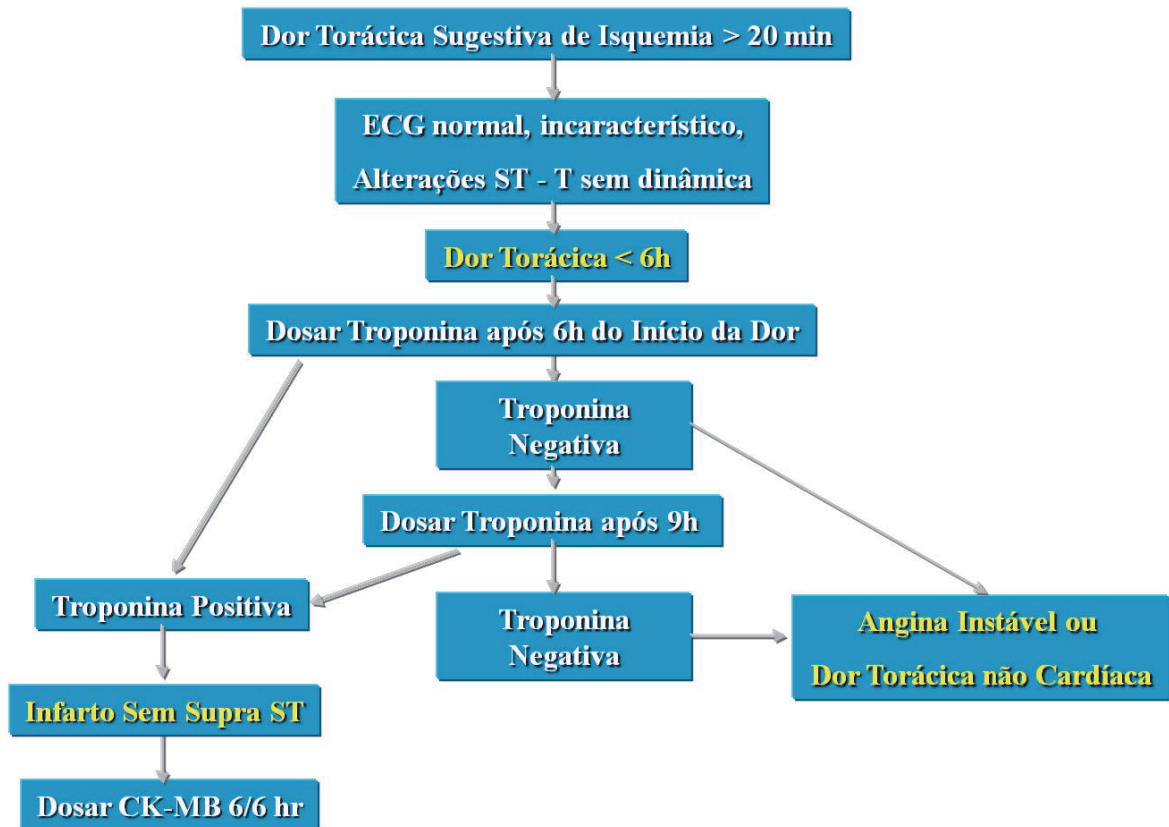 Dor Torácica Sugestiva de Isquemia > 20 min
ECG normal, incaracterístico,
Alterações ST - T sem dinâmica
Dor Torácica < 6h
Dosar Troponina após 6h do Início da Dor
Troponina
Negativa
Dosar Troponina após 9h
Troponina Positiva
Troponina
Negativa
Angina Instável ou
Dor Torácica não Cardíaca
Infarto Sem Supra ST
Dosar CK-MB 6/6 hr